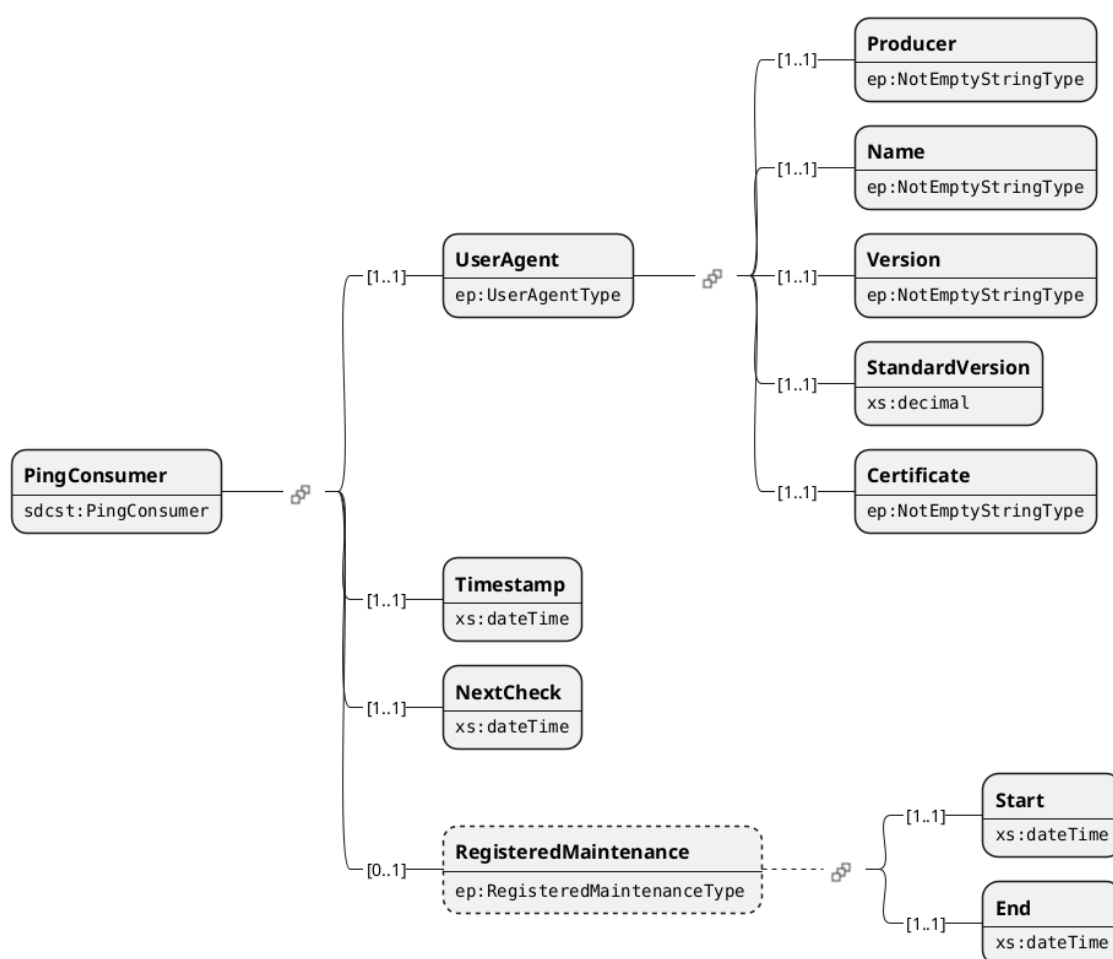 [1..1]
Producer
ep:NotEmptyStringType
[1..1]
Name
ep:NotEmptyStringType
[1..1]
UserAgent
ep:UserAgentType
[1..1]
Version
ep:NotEmptyStringType
[1..1]
StandardVersion
xs:decimal
PingConsumer
sdcst:PingConsumer
[1..1]
Certificate
ep:NotEmptyStringType
[1..1]
Timestamp
xs:dateTime
[1..1]
NextCheck
xs:dateTime
[0..1]
RegisteredMaintenance
ep:RegisteredMaintenanceType
[1..1]
Start
xs:dateTime
[1..1]
End
xs:dateTime